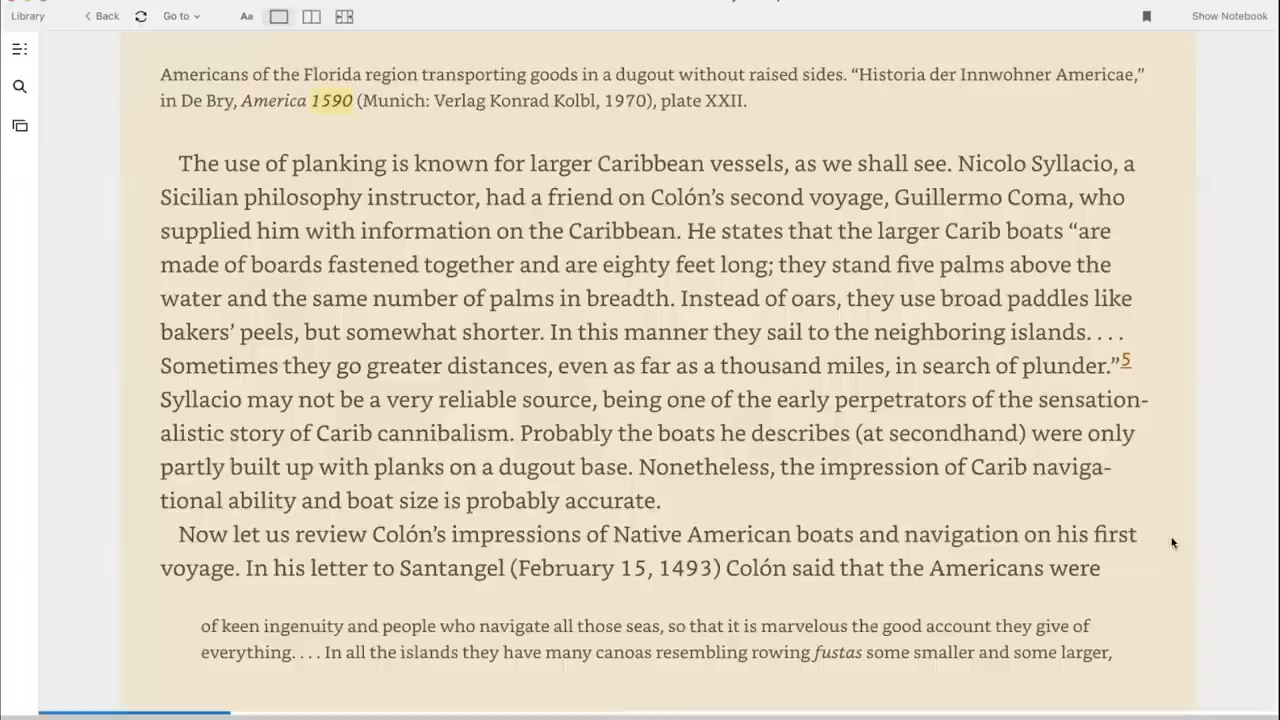 Library
Back
Go to
Aa
Show Notebook
Americans of the Florida region transporting goods in a dugout without raised sides. “Historia der Innwohner Americae,”
in De Bry, America 1590 (Munich: Verlag Konrad Kolbl, 1970), plate XXII.
The use of planking is known for larger Caribbean vessels, as we shall see. Nicolo Syllacio, a
Sicilian philosophy instructor, had a friend on Colón’s second voyage, Guillermo Coma, who
supplied him with information on the Caribbean. He states that the larger Carib boats “are
made of boards fastened together and are eighty feet long; they stand five palms above the
water and the same number of palms in breadth. Instead of oars, they use broad paddles like
bakers’ peels, but somewhat shorter. In this manner they sail to the neighboring islands. . . .
Sometimes they go greater distances, even as far as a thousand miles, in search of plunder.”5
Syllacio may not be a very reliable source, being one of the early perpetrators of the sensation-
alistic story of Carib cannibalism. Probably the boats he describes (at secondhand) were only
partly built up with planks on a dugout base. Nonetheless, the impression of Carib naviga-
tional ability and boat size is probably accurate.
Now let us review Colón’s impressions of Native American boats and navigation on his first
voyage. In his letter to Santangel (February 15, 1493) Colón said that the Americans were
of keen ingenuity and people who navigate all those seas, so that it is marvelous the good account they give of
everything. . . . In all the islands they have many canoas resembling rowing fustas some smaller and some larger,